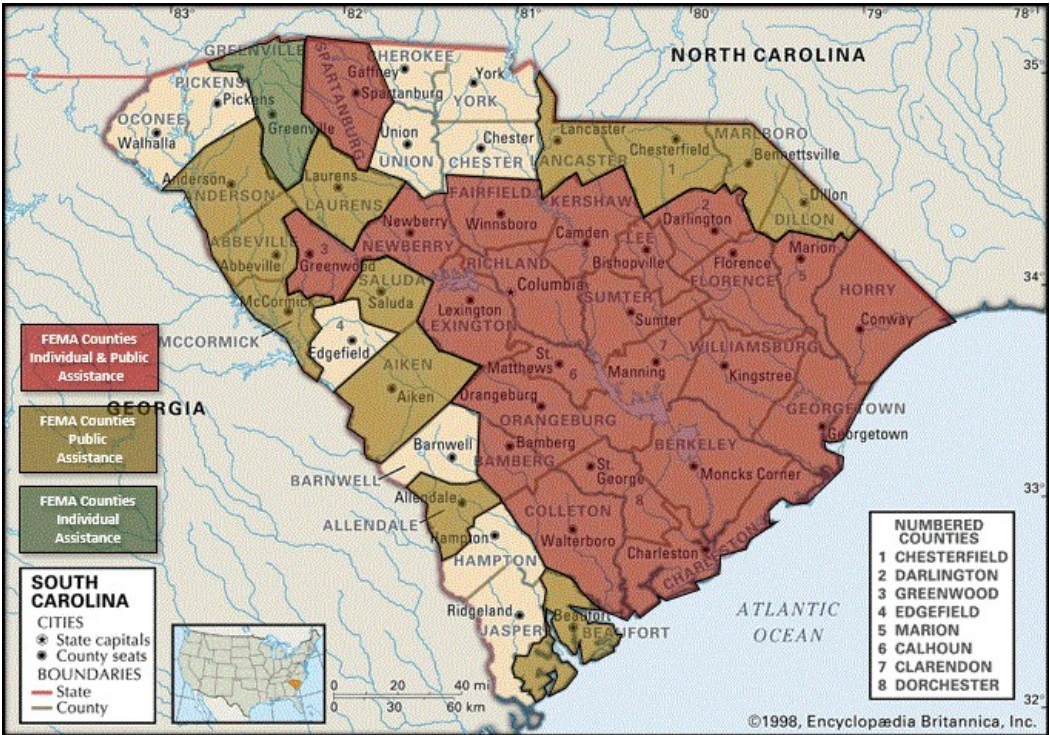 83°
82
81
80
79
78°
35°
34°
33°
32°
NORTH CAROLINA
GEORGIA
ATLANTIC
OCEAN
GREENVILLE
Greenville
SPARTANBURG
Spartanburg
CHEROKEE
Gaffney
York
YORK
PICKENS
Pickens
OCONEE
Walhalla
Union
UNION
Chester
CHESTER
Lancaster
LANCASTER
Chesterfield
1
MARLBORO
Bennettsville
Dillon
DILLON
Anderson
ANDERSON
Laurens
LAURENS
ABBEVILLE
Abbeville
3
Greenwood
Newberry
NEWBERRY
FAIRFIELD
Winnsboro
KERSHAW
Camden
LEE
Bishopville
2
Darlington
Florence
FLORENCE
Marion
5
HORRY
Conway
McCormick
MCCORMICK
SALUDA
Saluda
4
Edgefield
RICHLAND
Columbia
Lexington
LEXINGTON
SUMTER
Sumter
AIKEN
Aiken
St.
Matthews
6
7
Manning
WILLIAMSBURG
Kingstree
GEORGETOWN
Georgetown
Orangeburg
ORANGEBURG
Barnwell
BARNWELL
Bamberg
BAMBERG
St.
George
8
BERKELEY
Moncks Corner
Allendale
ALLENDALE
COLLETON
Walterboro
Charleston
CHARLESTON
Hampton
HAMPTON
Ridgeland
JASPER
Beaufort
BEAUFORT
FEMA Counties
Individual & Public
Assistance
FEMA Counties
Public
Assistance
FEMA Counties
Individual
Assistance
SOUTH
CAROLINA
CITIES
State capitals
County seats
BOUNDARIES
State
County
0 20 40 mi
0 30 60 km
NUMBERED
COUNTIES
1 CHESTERFIELD
2 DARLINGTON
3 GREENWOOD
4 EDGEFIELD
5 MARION
6 CALHOUN
7 CLARENDON
8 DORCHESTER
©1998, Encyclopædia Britannica, Inc.